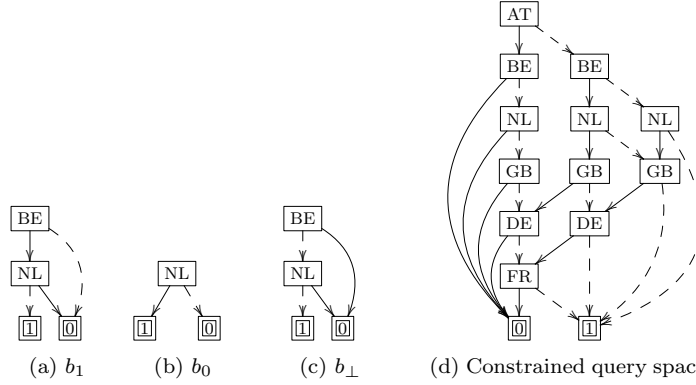 AT
BE BE
NL NL NL
GB GB GB
BE BE DE DE
NL NL NL FR
1 0 1 0 1 0 0 1
(a) b₁ (b) b₀ (c) b⊥ (d) Constrained query spac